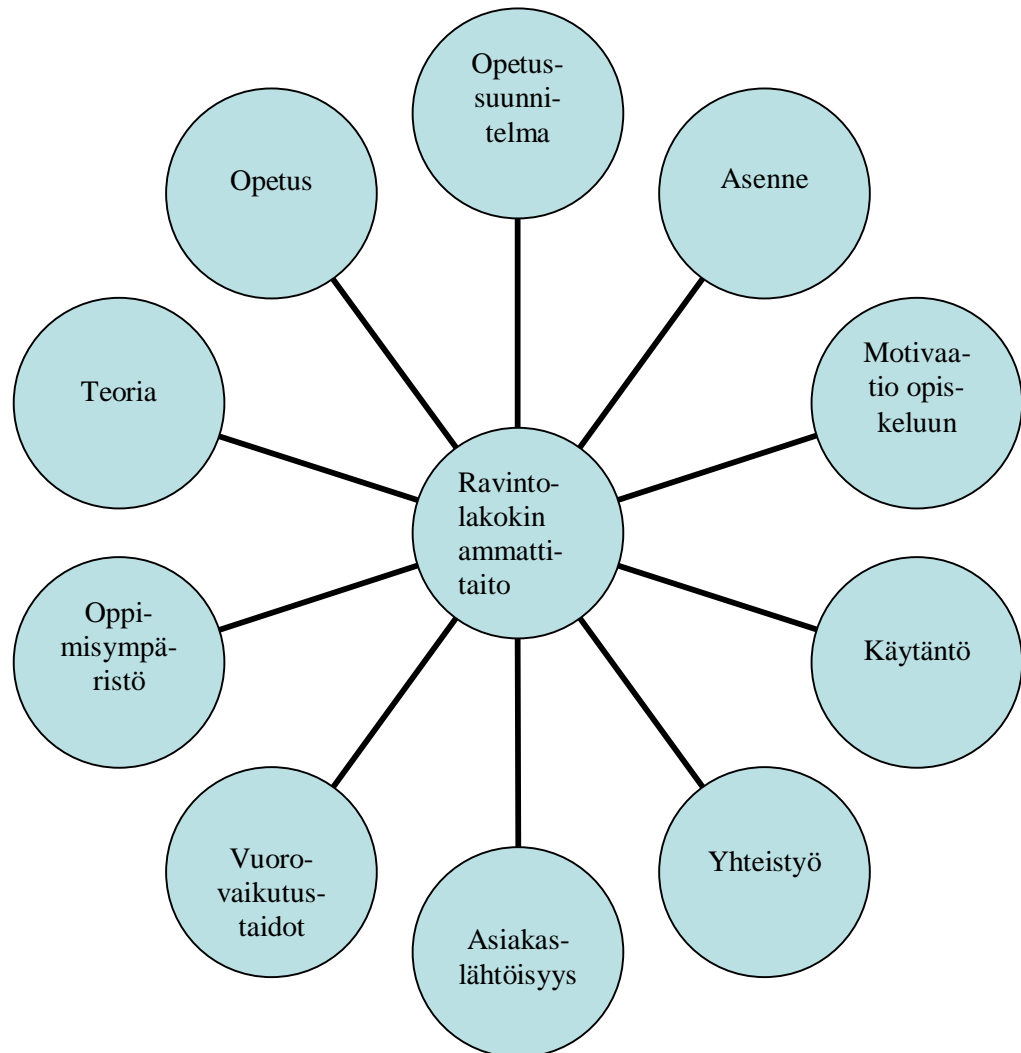 Opetus-
suunni-
telma
Opetus
Asenne
Motivaa-
tio opis-
keluun
Teoria
Ravinto-
lakokin
ammatti-
taito
Oppi-
misympä-
ristö
Käytäntö
Vuoro-
vaikutus-
taidot
Yhteistyö
Asiakas-
lähtöisyys